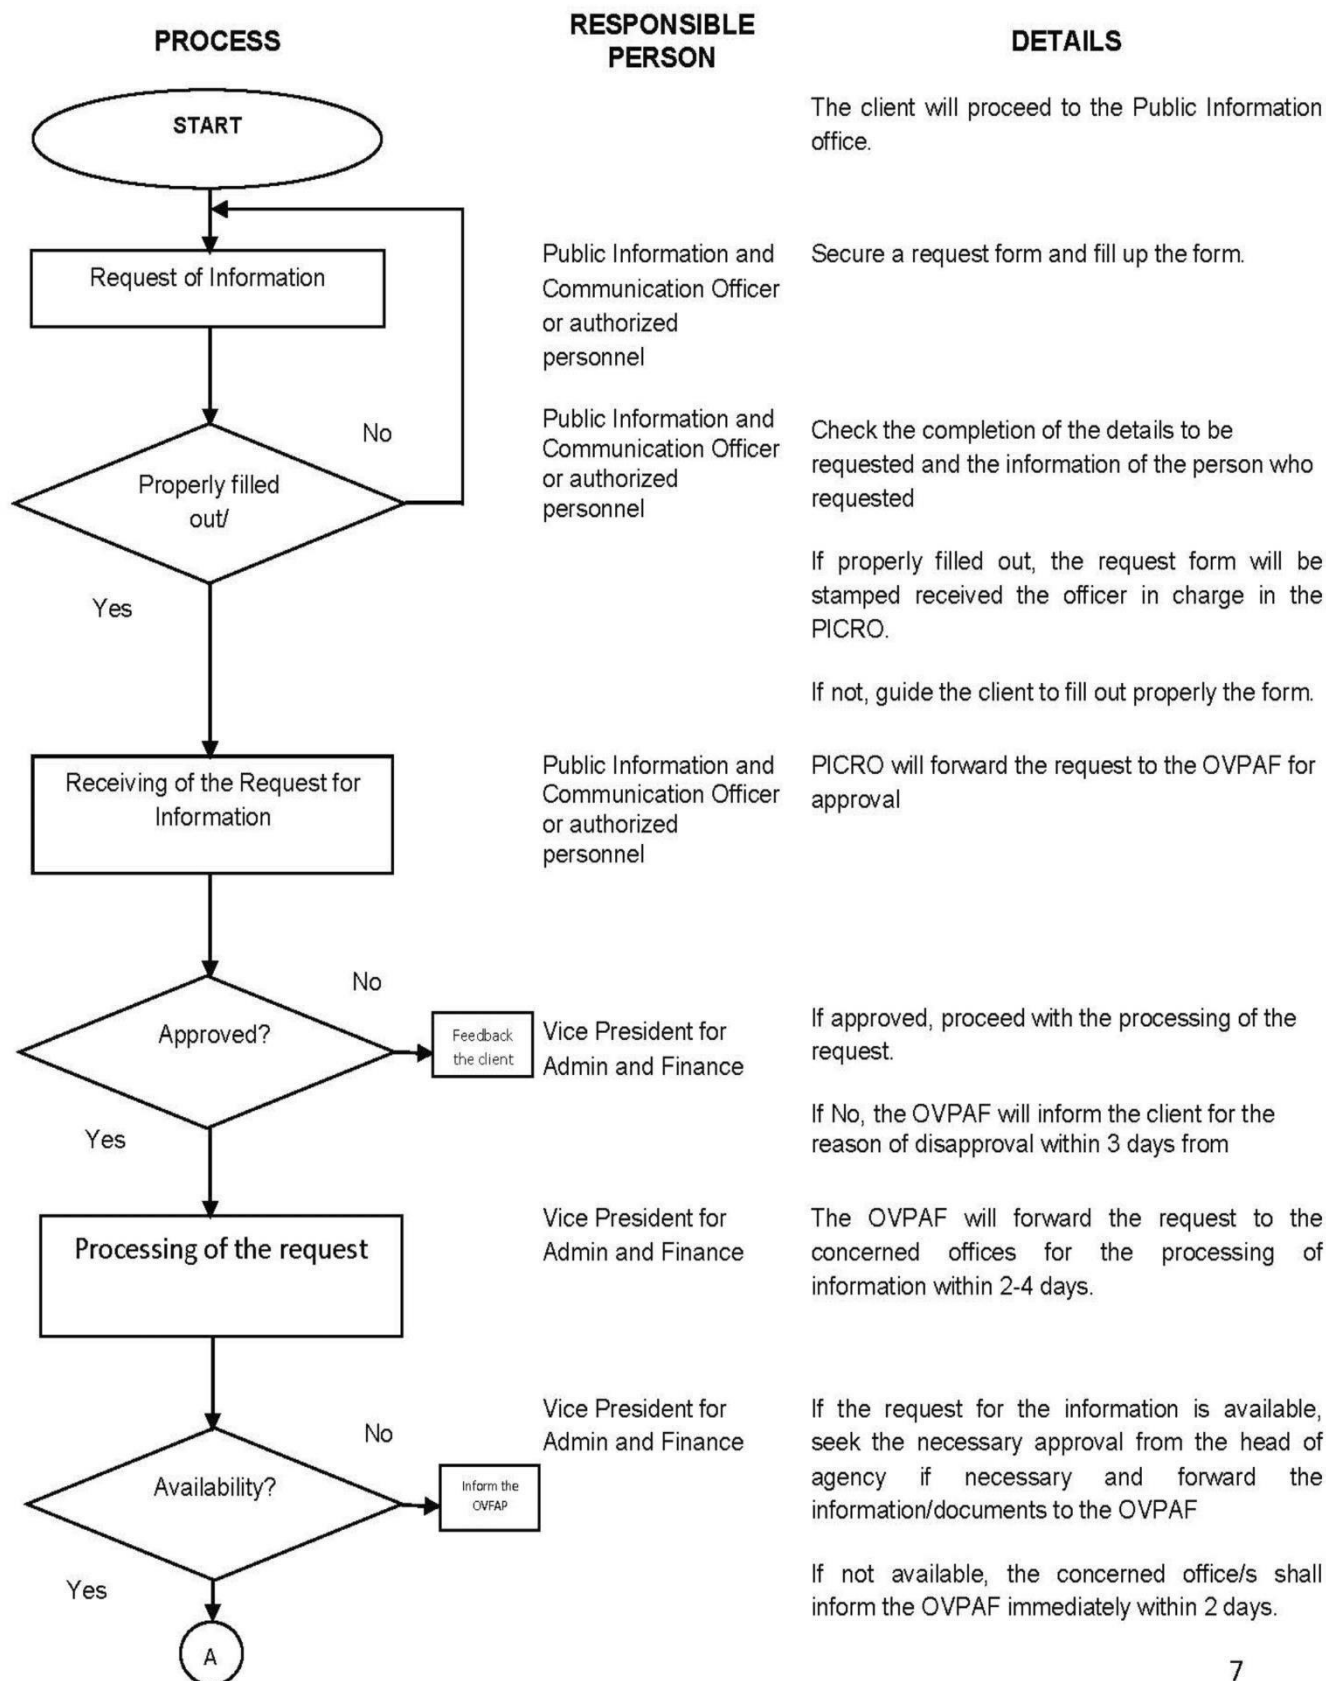 PROCESS
RESPONSIBLE
PERSON
DETAILS
START
The client will proceed to the Public Information
office.
Request of Information
Public Information and
Communication Officer
or authorized
personnel
Secure a request form and fill up the form.
No
Properly filled
out/
Yes
Public Information and
Communication Officer
or authorized
personnel
Check the completion of the details to be
requested and the information of the person who
requested
If properly filled out, the request form will be
stamped received the officer in charge in the
PICRO.
If not, guide the client to fill out properly the form.
Receiving of the Request for
Information
Public Information and
Communication Officer
or authorized
personnel
PICRO will forward the request to the OVPAF for
approval
No
Approved?
Feedback
the client
Yes
Vice President for
Admin and Finance
If approved, proceed with the processing of the
request.
If No, the OVPAF will inform the client for the
reason of disapproval within 3 days from
Processing of the request
Vice President for
Admin and Finance
The OVPAF will forward the request to the
concerned offices for the processing of
information within 2-4 days.
No
Availability?
Inform the
OVFAP
Yes
Vice President for
Admin and Finance
If the request for the information is available,
seek the necessary approval from the head of
agency if necessary and forward the
information/documents to the OVPAF
If not available, the concerned office/s shall
inform the OVPAF immediately within 2 days.
A
7